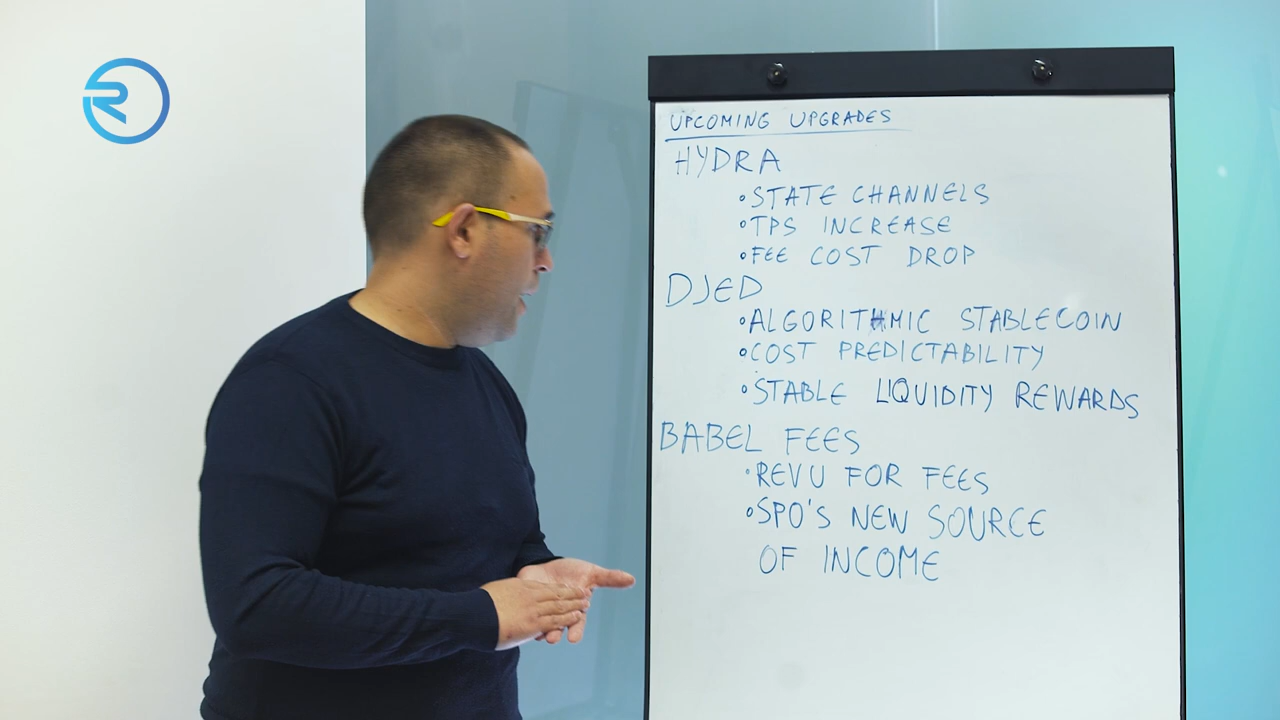 UPCOMING UPGRADES
HYDRA
• STATE CHANNELS
• TPS INCREASE
• FEE COST DROP
DJED
• ALGORITHMIC STABLECOIN
• COST PREDICTABILITY
• STABLE LIQUIDITY REWARDS
BABEL FEES
• REVU FOR FEES
• SPO'S NEW SOURCE
OF INCOME